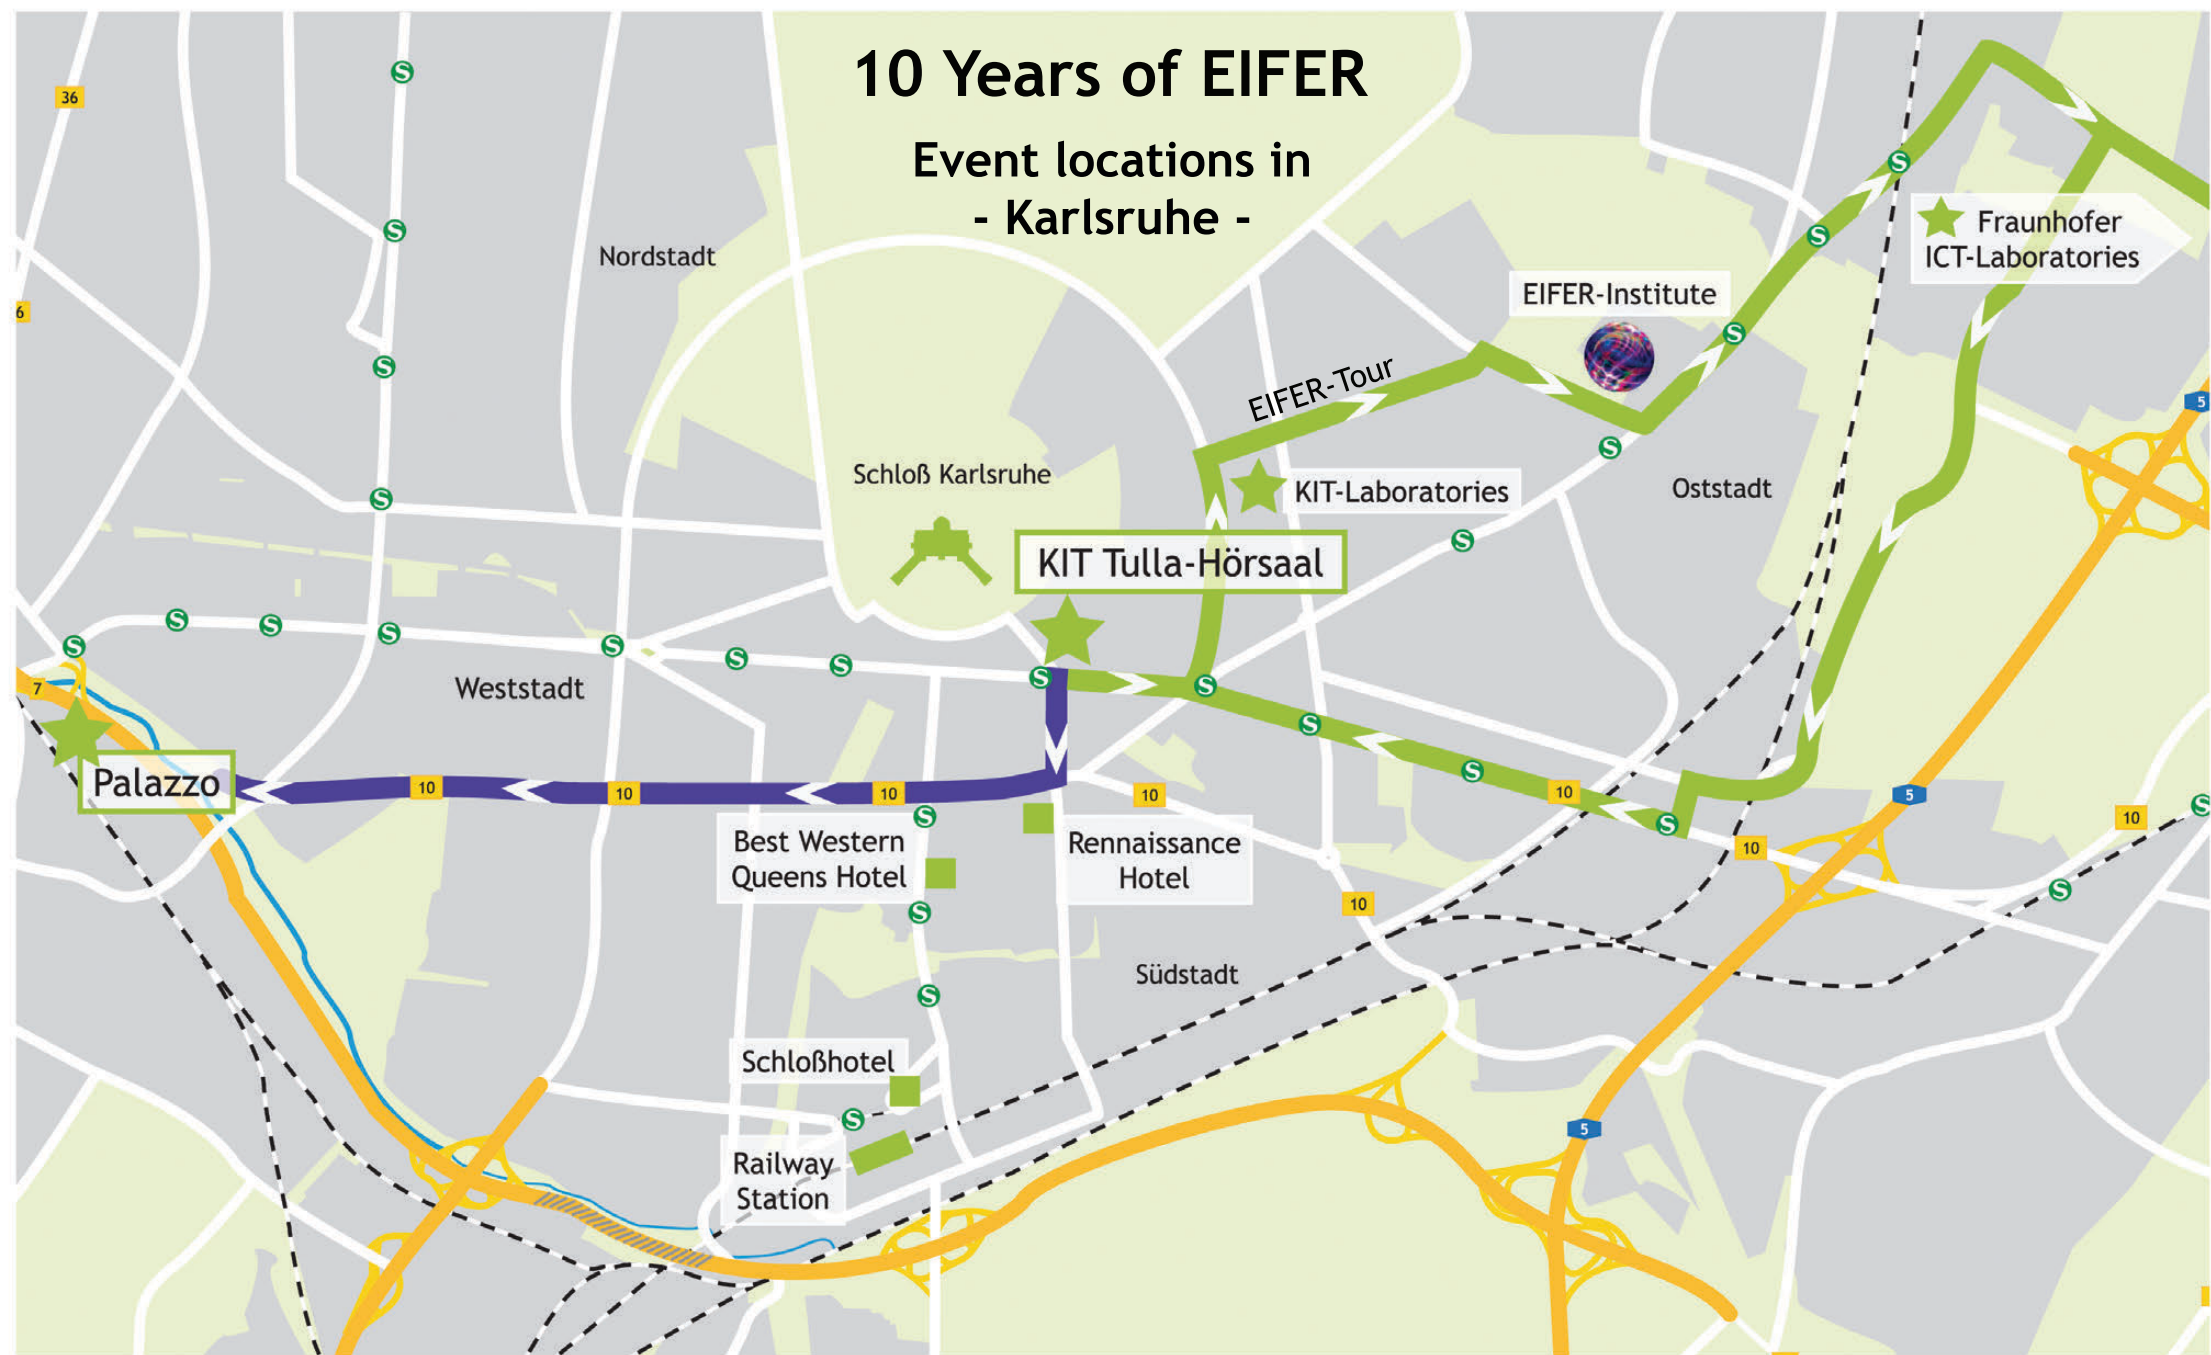 10 Years of EIFER
Event locations in
- Karlsruhe -
S
36
S
S
Nordstadt
Fraunhofer
ICT-Laboratories
S
EIFER-Institute
6
S
S
EIFER-Tour
5
S
Schloß Karlsruhe
KIT-Laboratories
Oststadt
S
S
KIT Tulla-Hörsaal
S
S
S
S
S
S
S
S
S
S
7
Weststadt
S
S
Palazzo
10
10
10
10
10
5
S
10
S
S
10
Best Western
Queens Hotel
Rennaissance
Hotel
S
S
10
Südstadt
S
Schloßhotel
S
5
Railway
Station